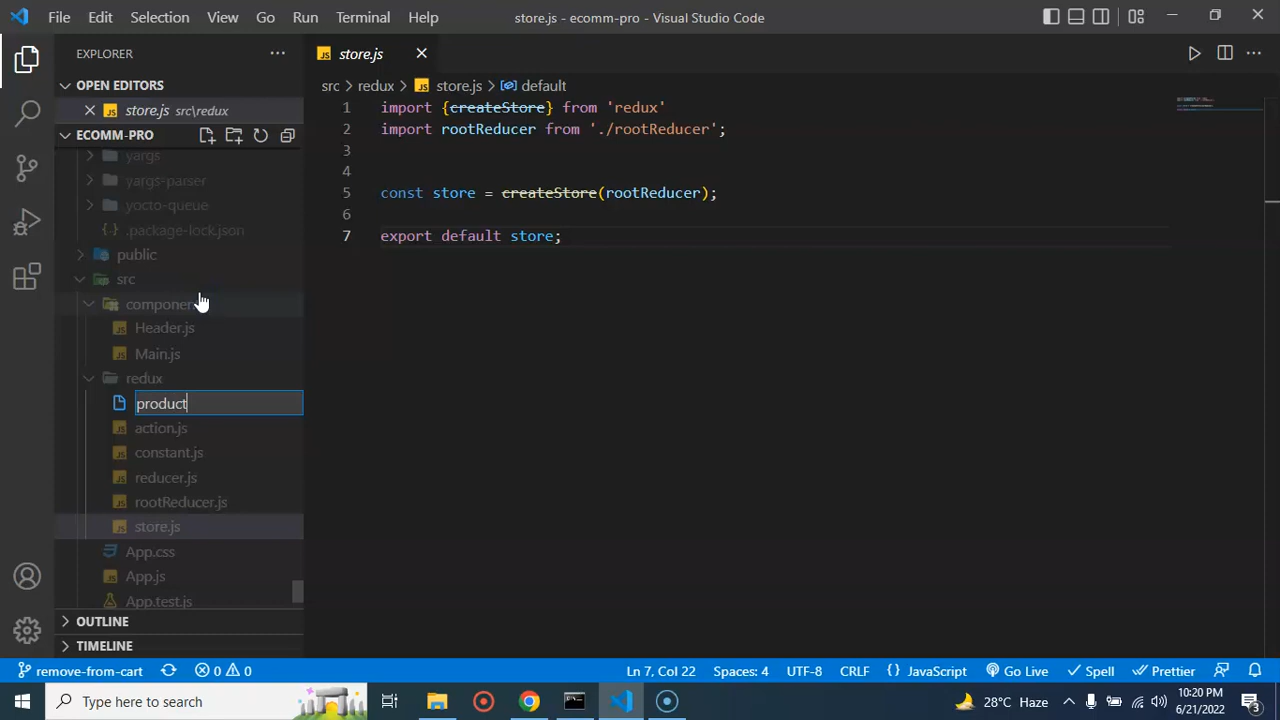 File Edit Selection View Go Run Terminal Help
store.js - ecomm-pro - Visual Studio Code
EXPLORER
OPEN EDITORS
store.js src\redux
ECOMM-PRO
yargs
yargs-parser
yocto-queue
.package-lock.json
public
src
componen
Header.js
Main.js
redux
product
action.js
constant.js
reducer.js
rootReducer.js
store.js
App.css
App.js
App.test.js
OUTLINE
TIMELINE
store.js
src > redux > store.js > default
1 import {createStore} from 'redux'
2 import rootReducer from './rootReducer';
3
4
5 const store = createStore(rootReducer);
6
7 export default store;
remove-from-cart 0 0 Ln 7, Col 22 Spaces: 4 UTF-8 CRLF JavaScript Go Live Spell Prettier
Type here to search
28°C Haze
10:20 PM
6/21/2022
3